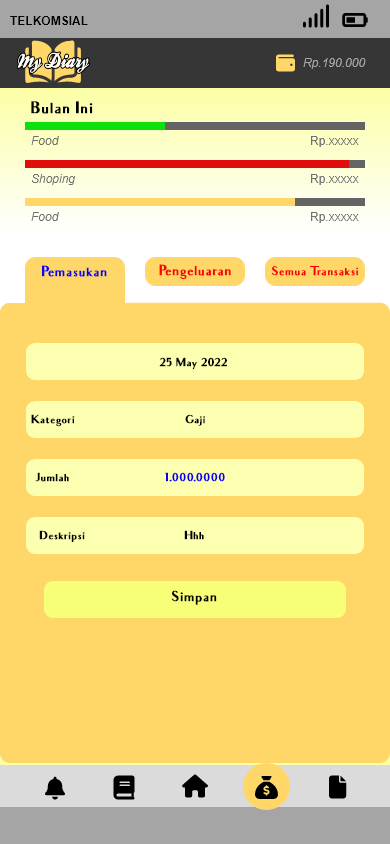 TELKOMSIAL
My Diary
Rp.190.000
Bulan Ini
Food Rp.xxxxx
Shoping Rp.xxxxx
Food Rp.xxxxx
Pemasukan Pengeluaran Semua Transaksi
25 May 2022
Kategori Gaji
Jumlah 1.000.0000
Deskripsi Hhh
Simpan